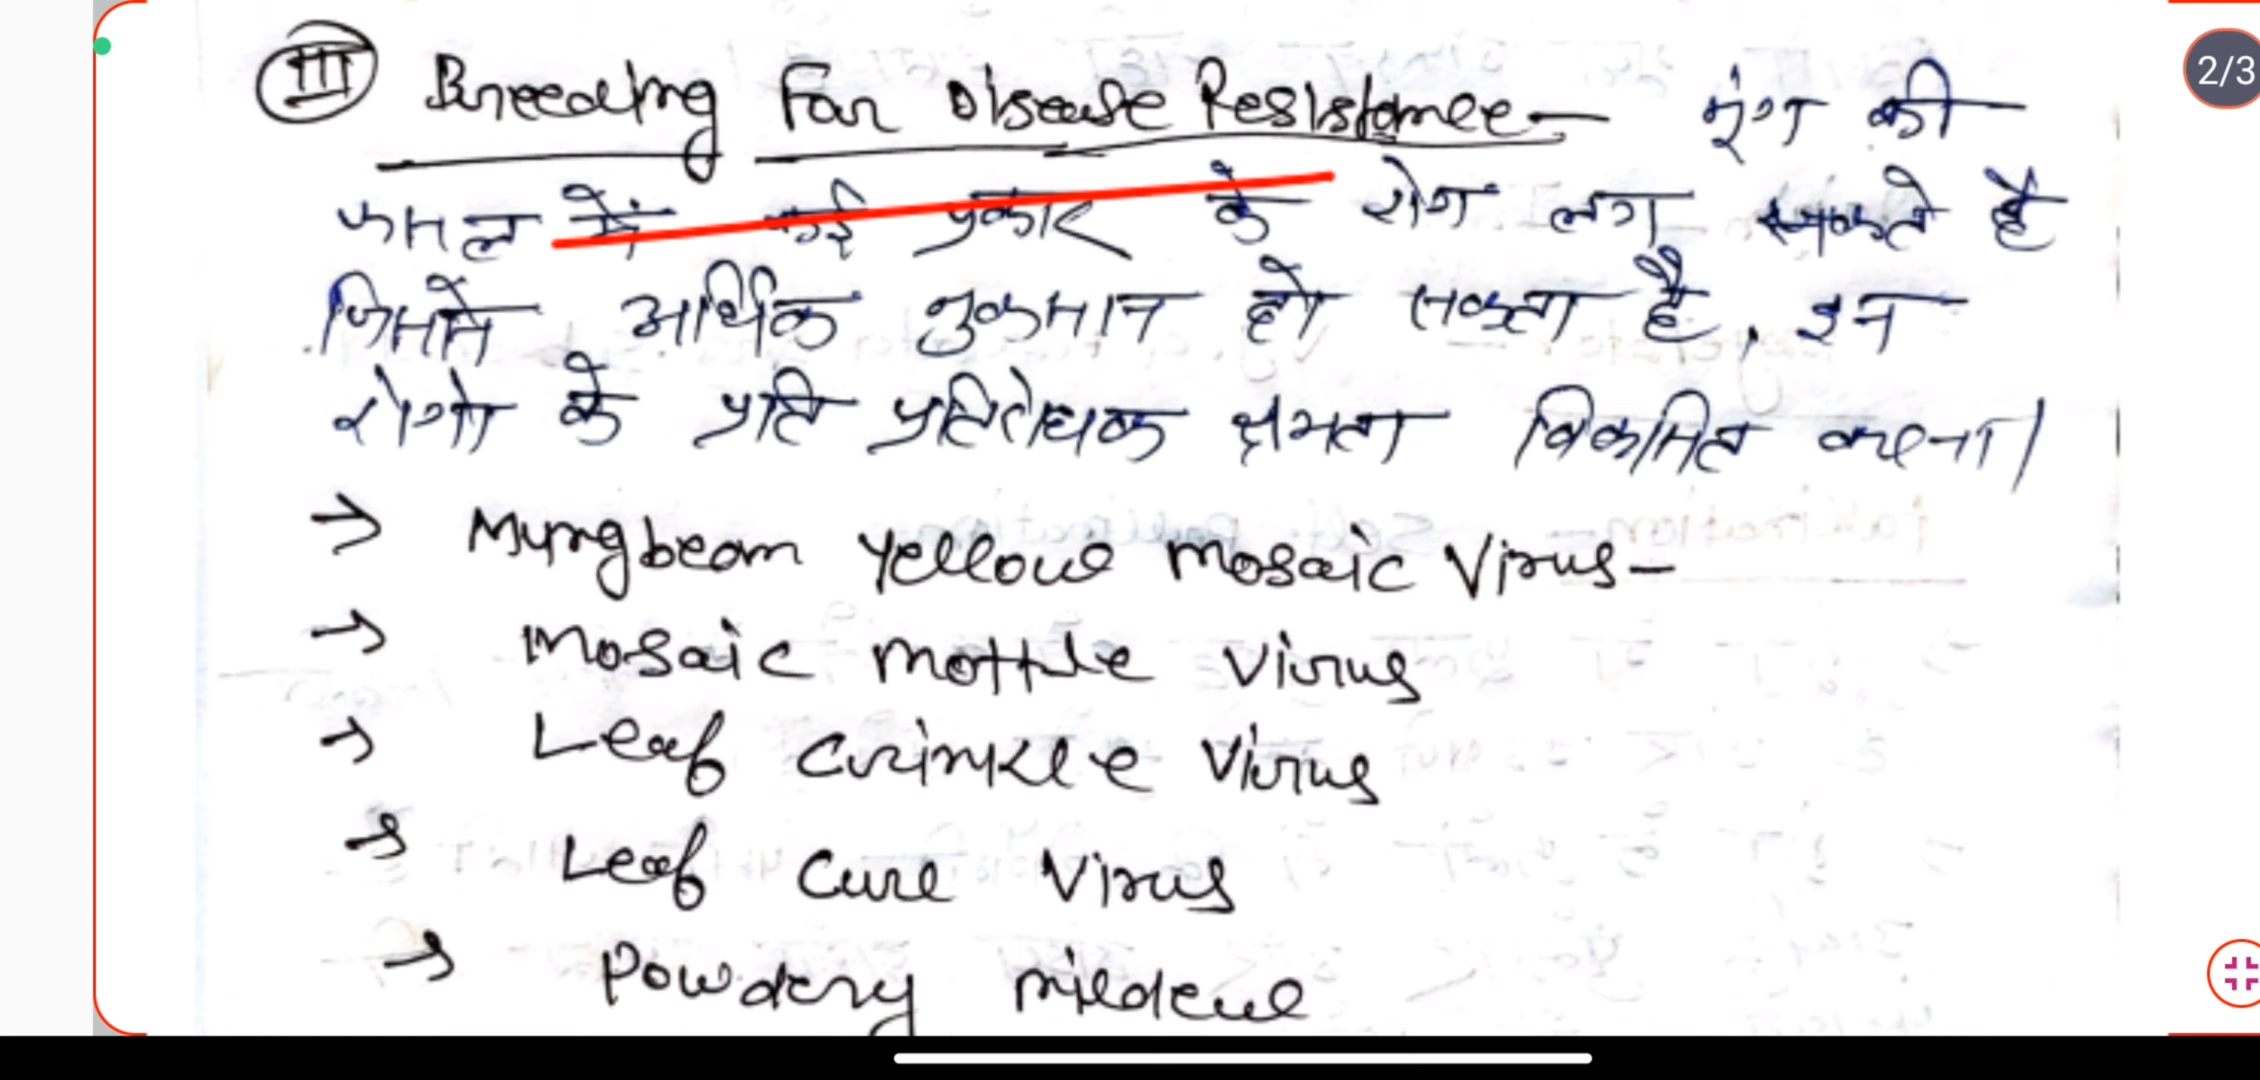 2/3
III Breeding For Disease Resistance — मूंग की
फसल में कई प्रकार के रोग लग सकते है
जिससे आर्थिक नुकसान हो सकता है, इन
रोगो के प्रति प्रतिरोधक क्षमता विकसित करना।
→ Mungbean Yellow Mosaic Virus –
→ Mosaic Mottle Virus
→ Leaf Crinkle Virus
→ Leaf Curl Virus
→ Powdery mildew